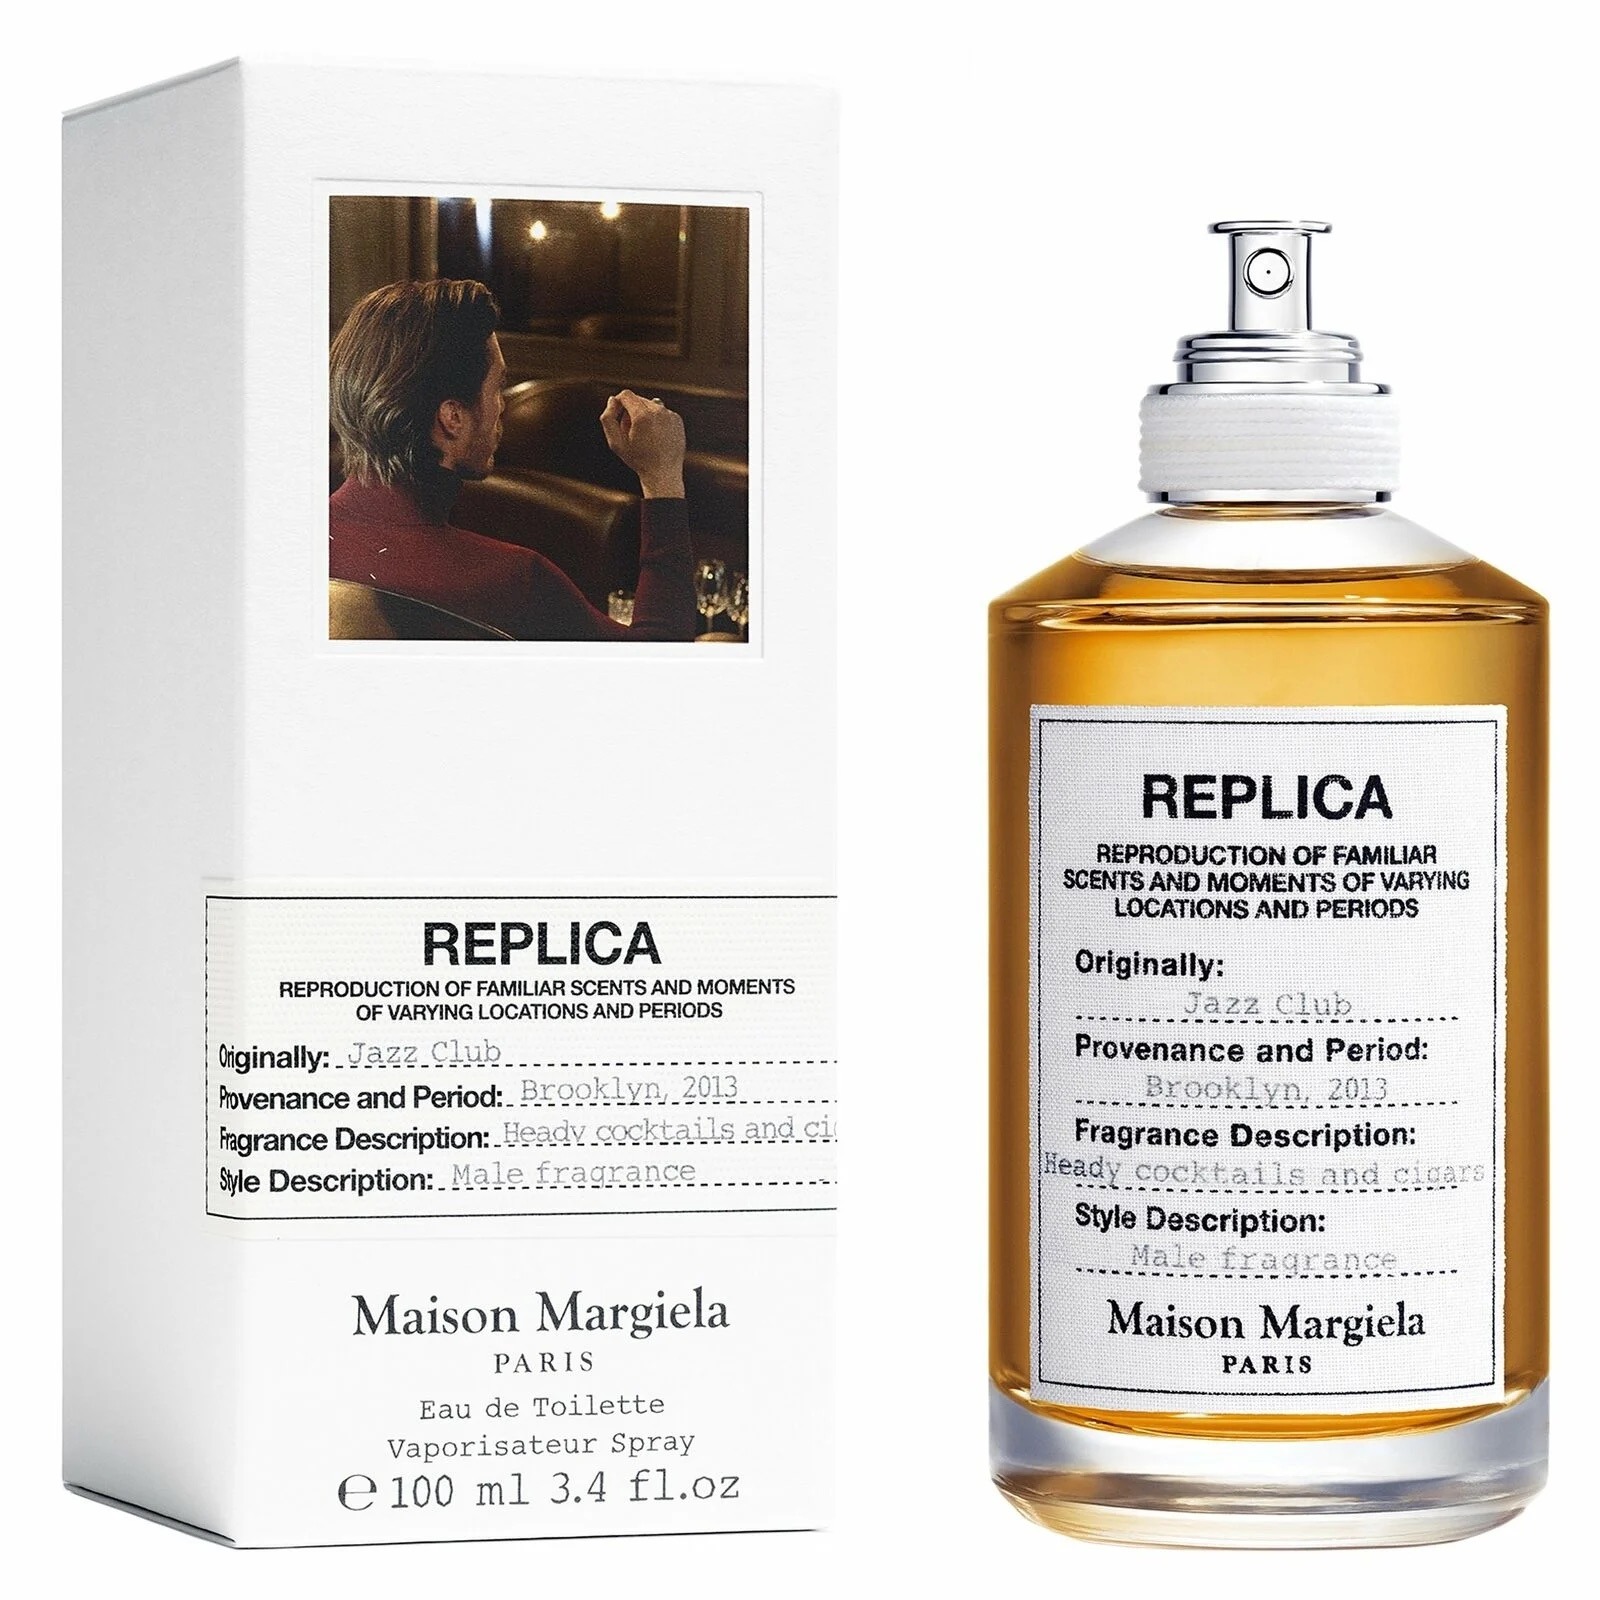 REPLICA
REPRODUCTION OF FAMILIAR SCENTS AND MOMENTS
OF VARYING LOCATIONS AND PERIODS
Originally: Jazz Club
Provenance and Period: Brooklyn, 2013
Fragrance Description: Heady cocktails and ci
Style Description: Male fragrance
Maison Margiela
PARIS
Eau de Toilette
Vaporisateur Spray
℮ 100 ml 3.4 fl.oz
REPLICA
REPRODUCTION OF FAMILIAR
SCENTS AND MOMENTS OF VARYING
LOCATIONS AND PERIODS
Originally:
Jazz Club
Provenance and Period:
Brooklyn, 2013
Fragrance Description:
Heady cocktails and cigars
Style Description:
Male fragrance
Maison Margiela
PARIS